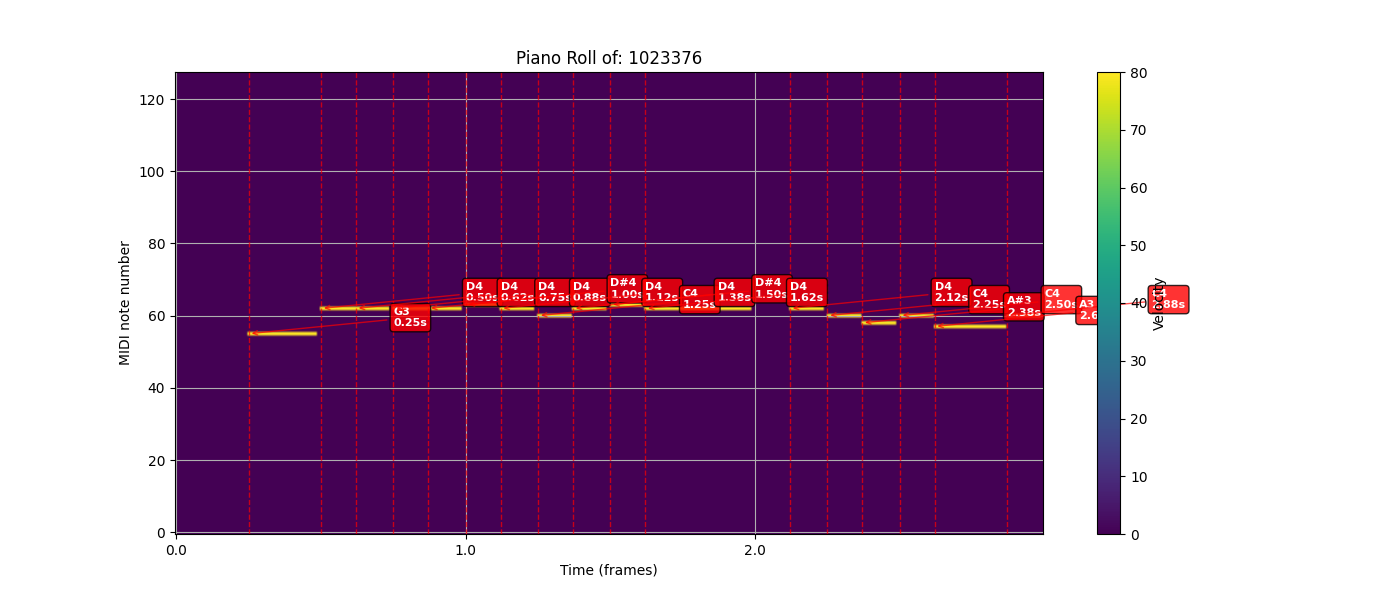 Piano Roll of: 1023376
MIDI note number
120
100
80
60
40
20
0
G3
0.25s
D4
0.50s
D4
0.62s
D4
0.75s
D4
0.88s
D#4
1.00s
D4
1.12s
C4
1.25s
D4
1.38s
D#4
1.50s
D4
1.62s
D4
2.12s
C4
2.25s
A#3
2.38s
C4
2.50s
A3
0.0
1.0
2.0
Time (frames)
80
70
60
50
40
30
20
10
0
Velocity